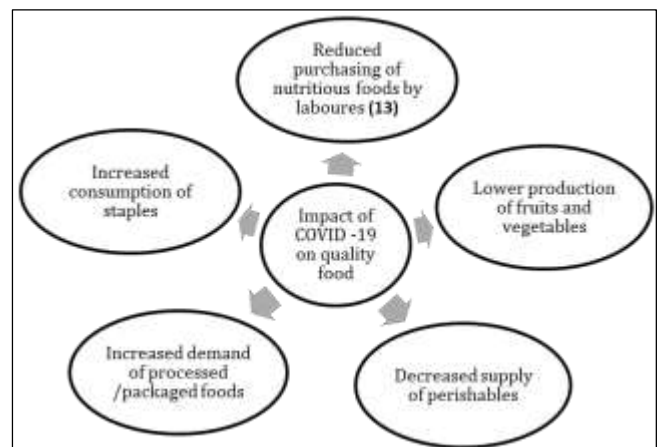 Reduced
purchasing of
nutritious foods by
laboures (13)
Increased
consumption of
staples
Impact of
COVID -19
on quality
food
Lower production
of fruits and
vegetables
Increased demand
of processed
/packaged foods
Decreased supply
of perishables